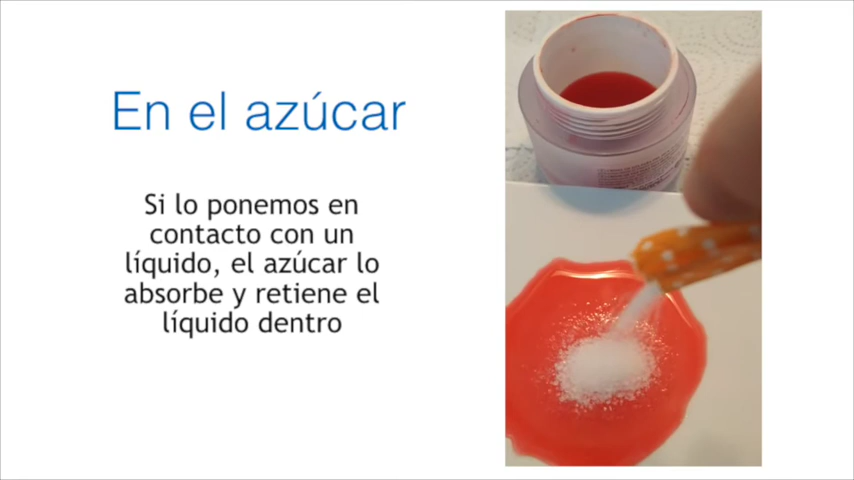 En el azúcar
Si lo ponemos en
contacto con un
líquido, el azúcar lo
absorbe y retiene el
líquido dentro